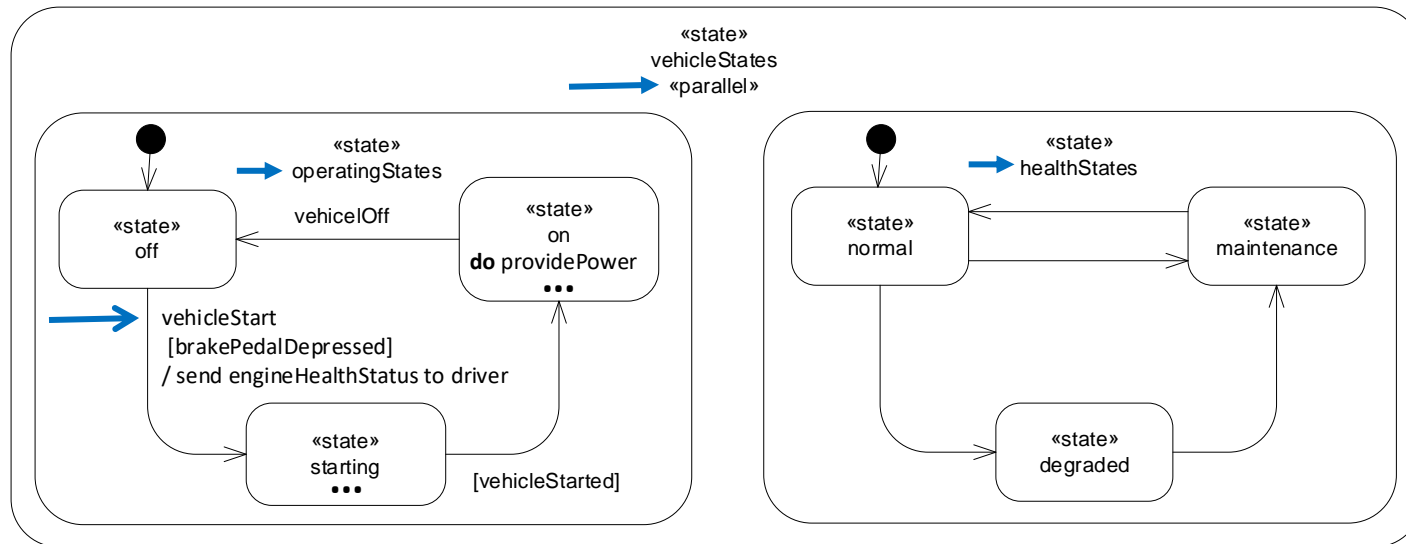 «state»
vehicleStates
«parallel»
«state»
operatingStates
«state»
off
vehicelOff
«state»
on
do providePower
...
vehicleStart
[brakePedalDepressed]
/ send engineHealthStatus to driver
«state»
starting
...
[vehicleStarted]
«state»
healthStates
«state»
normal
«state»
maintenance
«state»
degraded